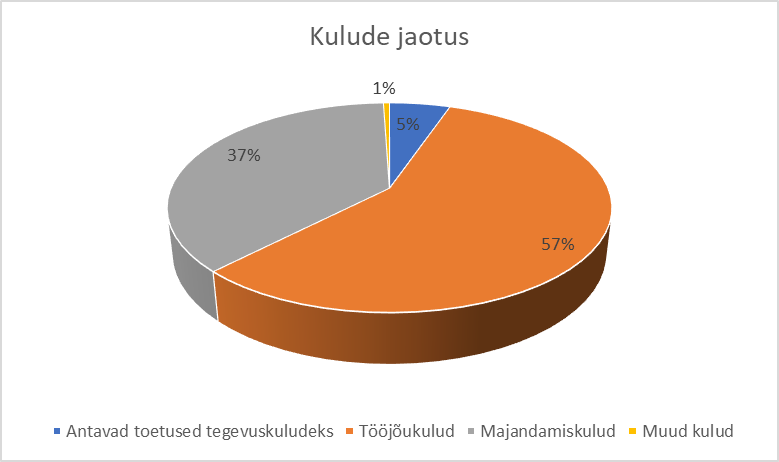 Kulude jaotus
1%
5%
37%
57%
Antavad toetused tegevuskuludeks Tööjõukulud Majandamiskulud Muud kulud